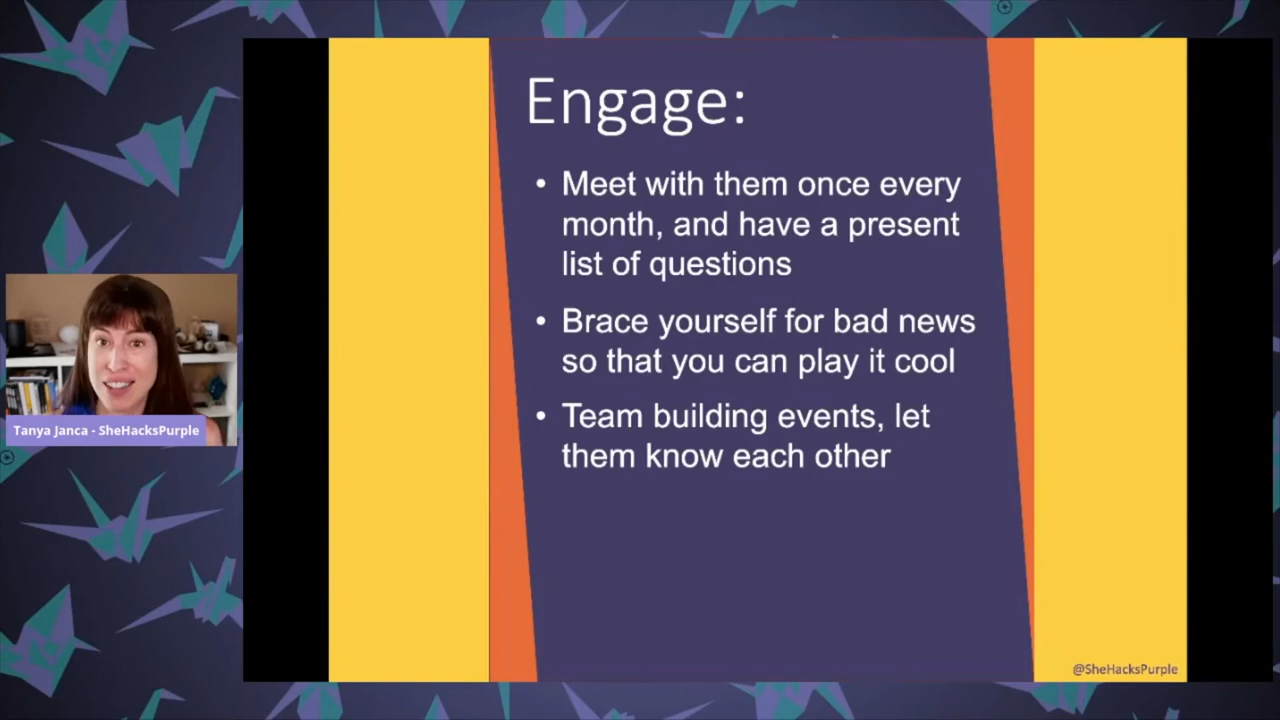 Engage:
• Meet with them once every
month, and have a present
list of questions
• Brace yourself for bad news
so that you can play it cool
• Team building events, let
them know each other
Tanya Janca - SheHacksPurple
@SheHacksPurple